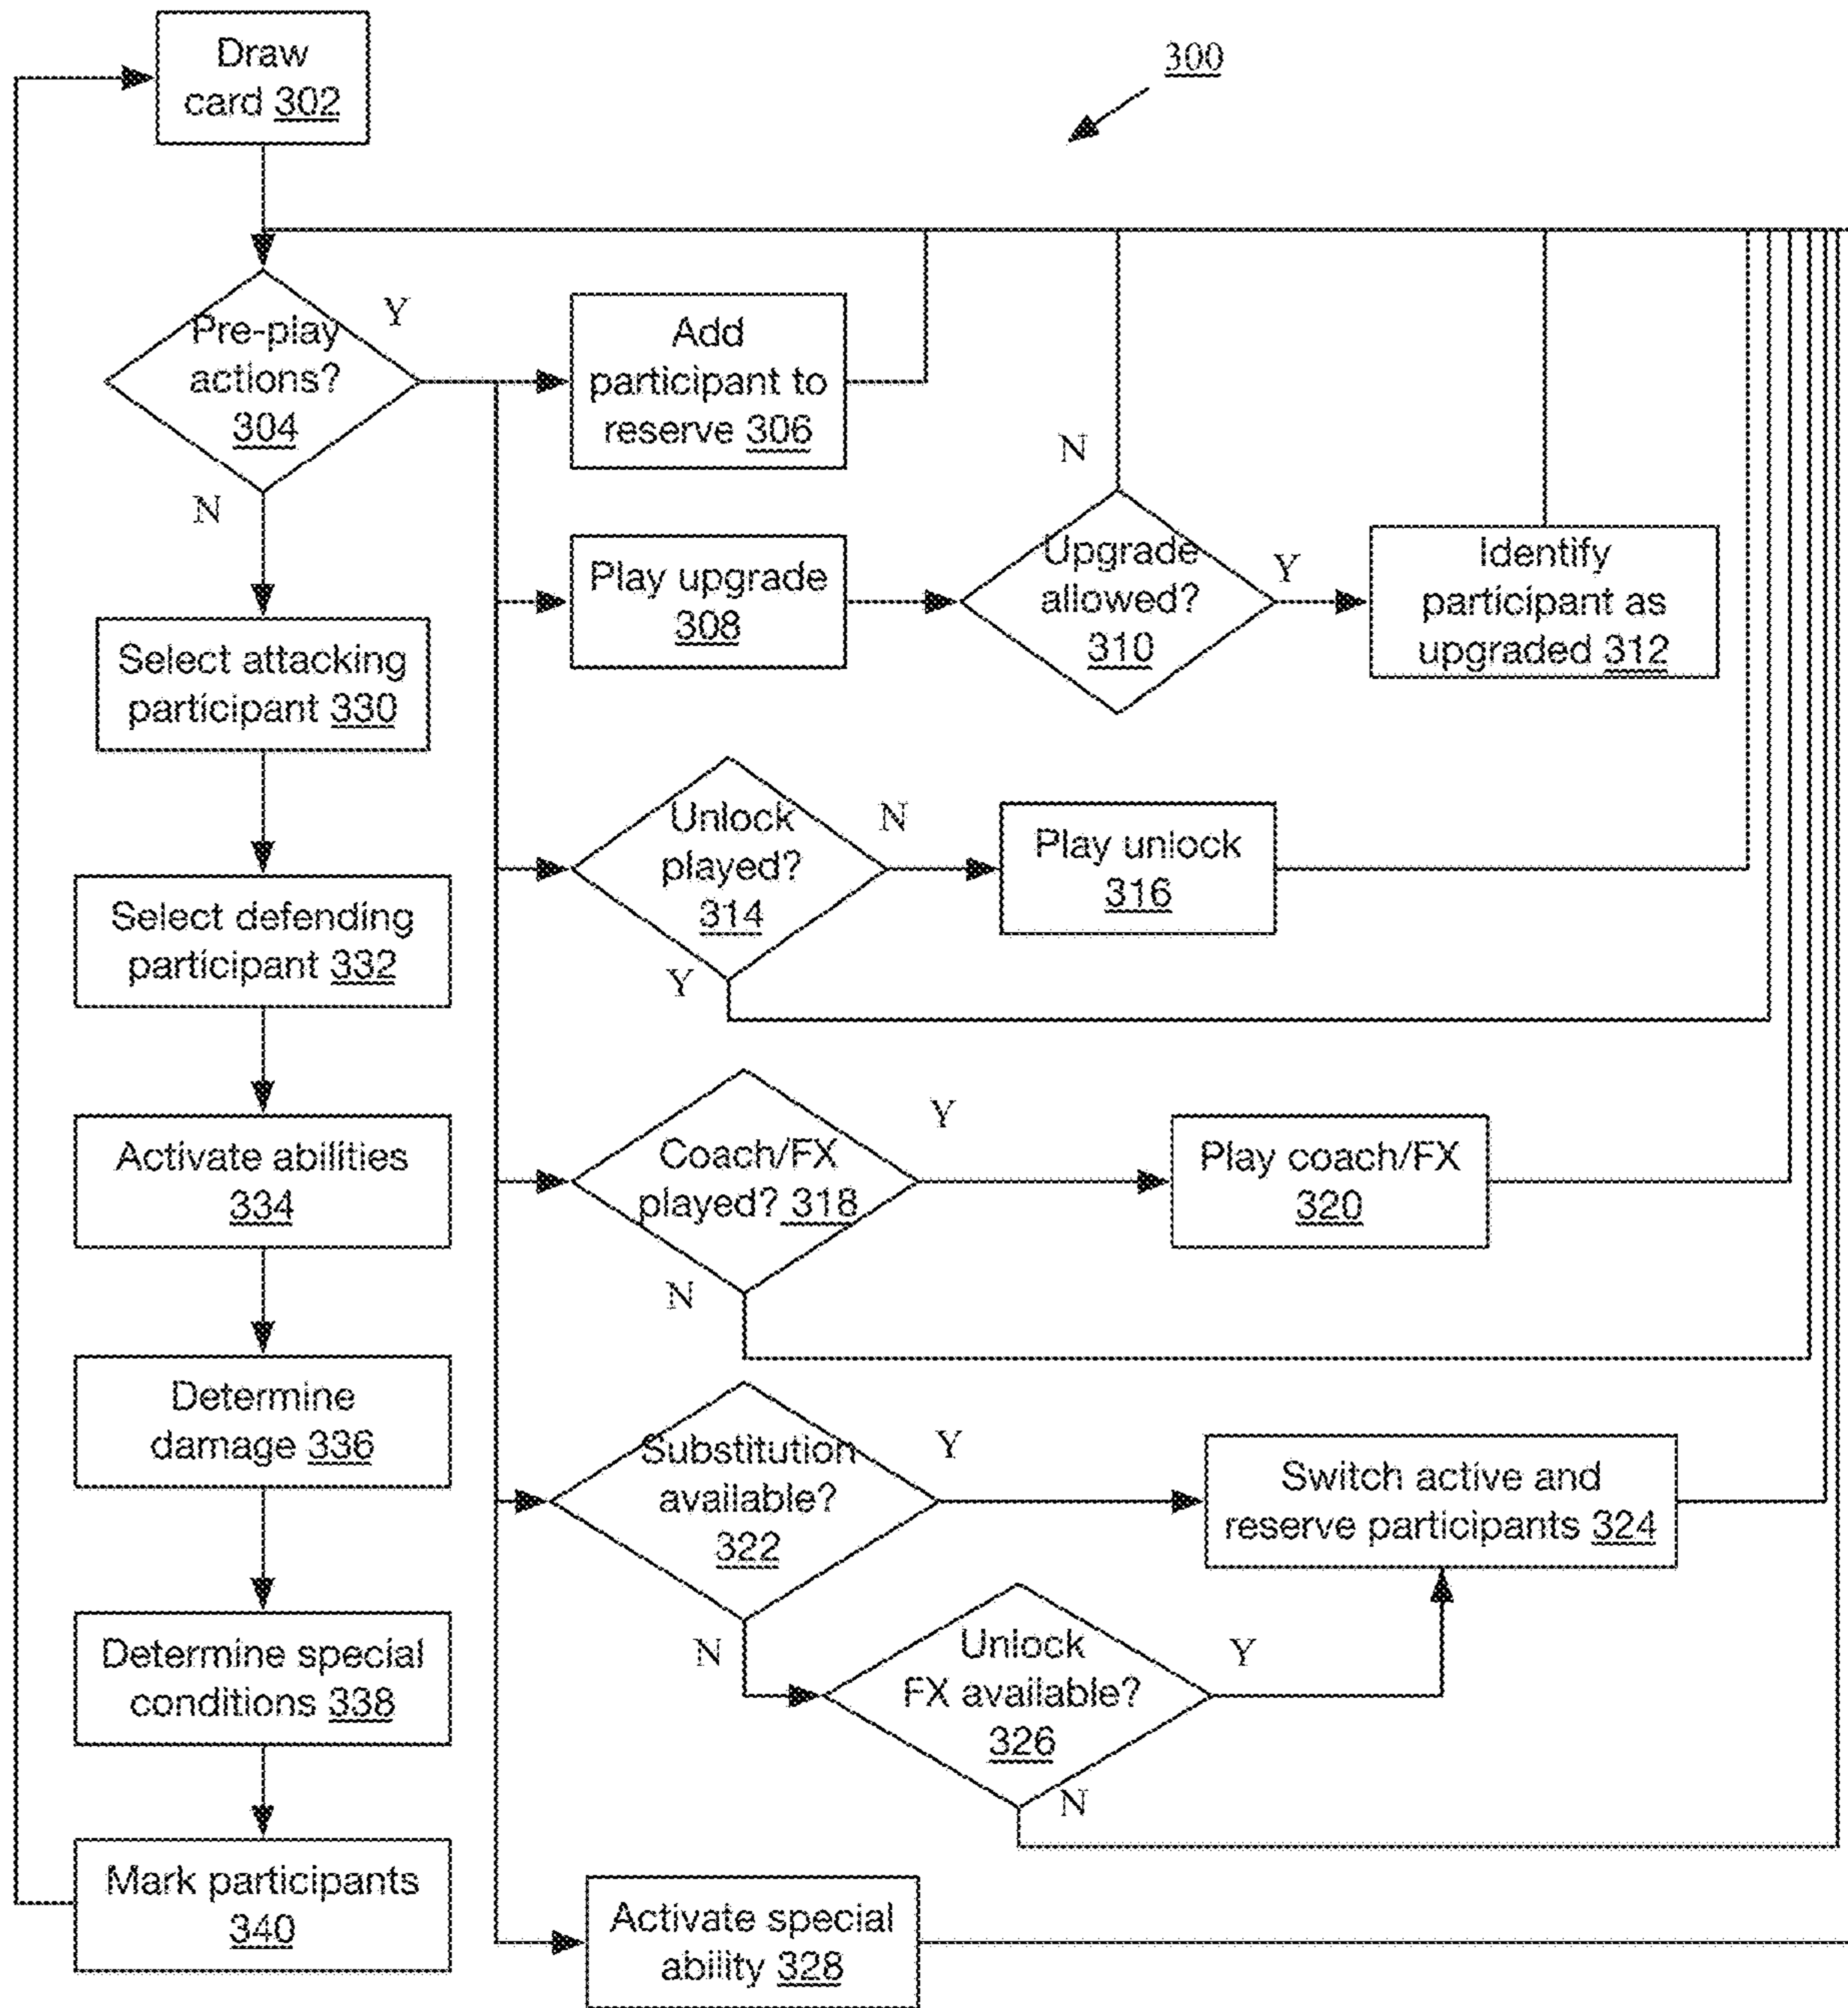 Draw
card 302
300
Pre-play
actions?
304
Y
N
Add
participant to
reserve 306
Play upgrade
308
N
Upgrade
allowed?
310
Y
Identify
participant as
upgraded 312
Select attacking
participant 330
Unlock
played?
314
N
Y
Play unlock
316
Select defending
participant 332
Coach/FX
played? 318
Y
N
Play coach/FX
320
Activate abilities
334
Determine
damage 336
Substitution
available?
322
Y
N
Switch active and
reserve participants 324
Unlock
FX available?
326
Y
N
Determine special
conditions 338
Mark participants
340
Activate special
ability 328